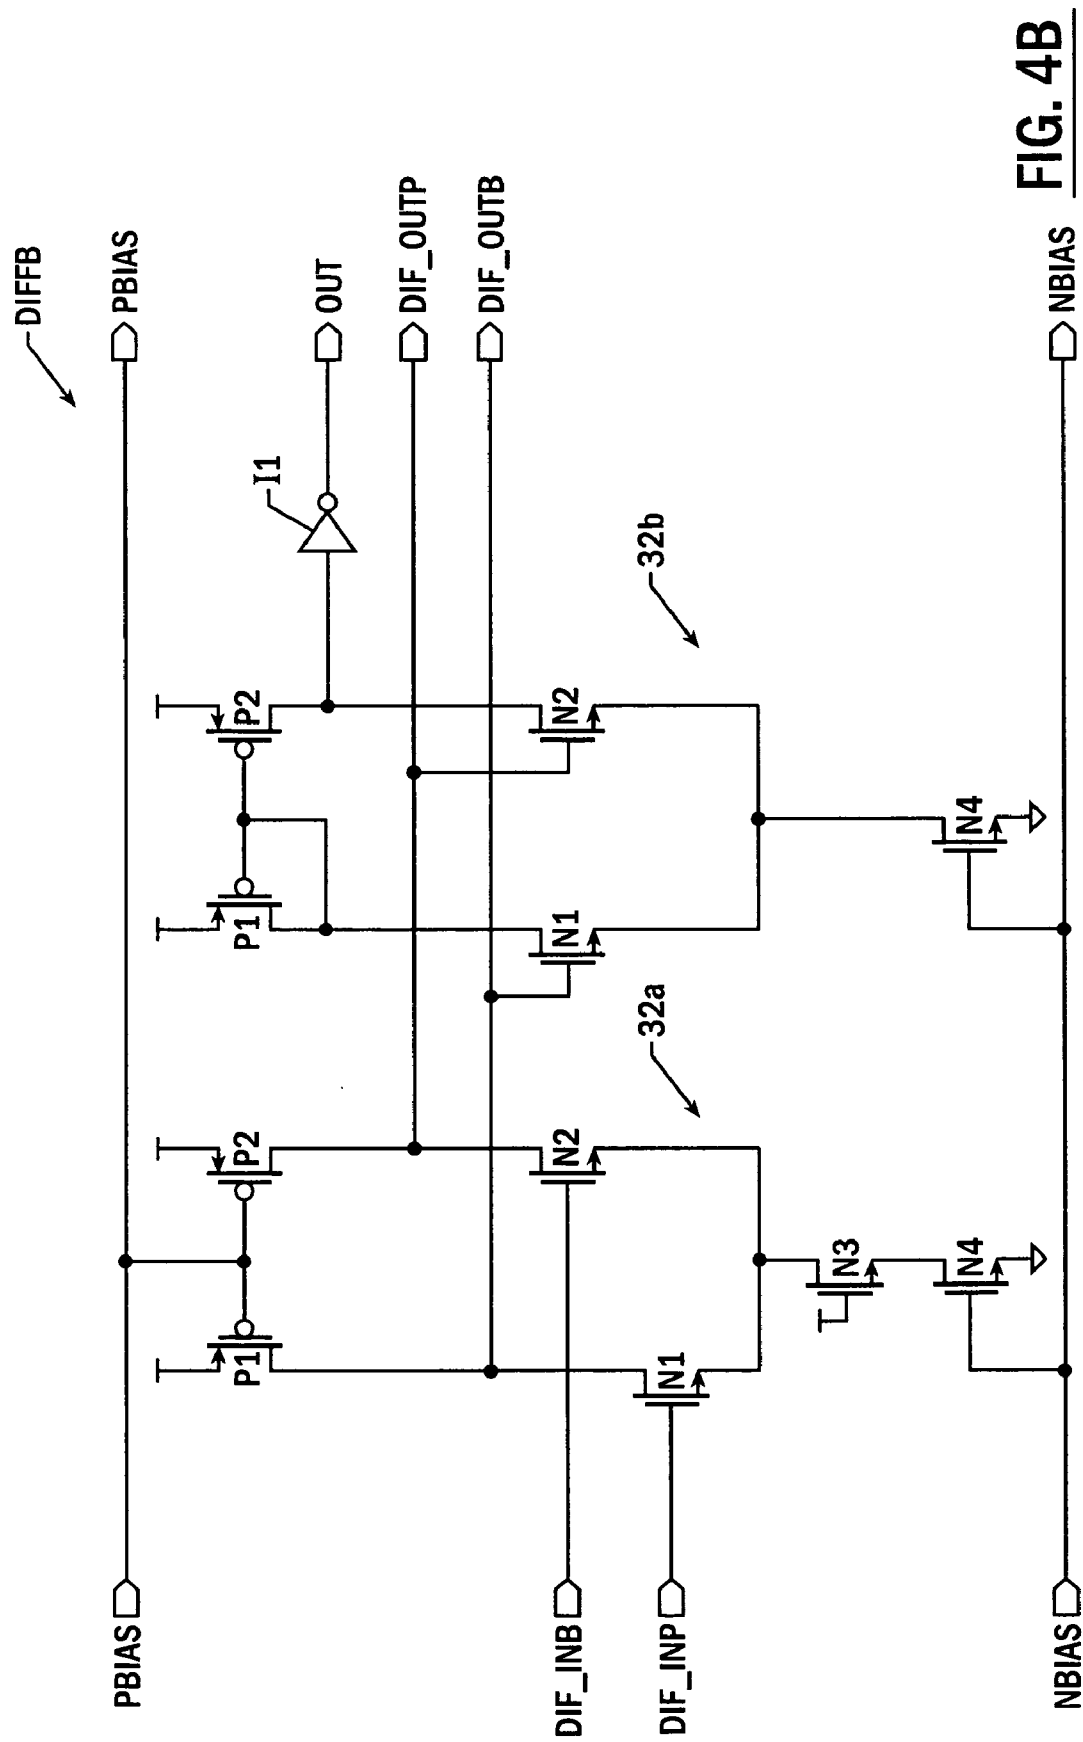 DIFFB
PBIAS
PBIAS
P1
P2
P1
P2
I1
OUT
DIF_OUTP
DIF_OUTB
DIF_INB
N2
N1
N2
DIF_INP
N1
32a
32b
N3
N4
N4
NBIAS
NBIAS
FIG. 4B